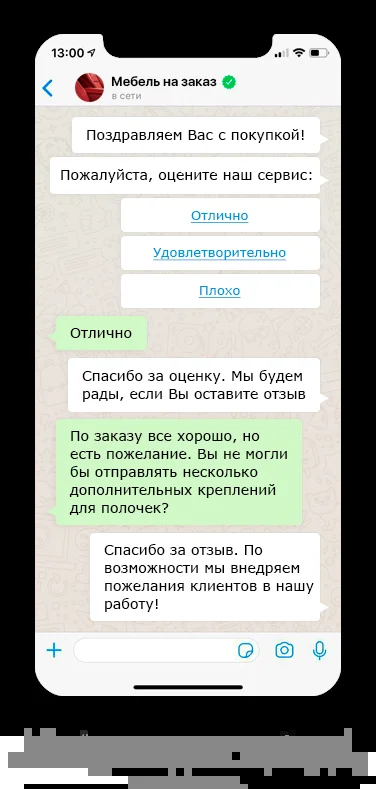 13:00
Мебель на заказ
в сети
Поздравляем Вас с покупкой!
Пожалуйста, оцените наш сервис:
Отлично
Удовлетворительно
Плохо
Отлично
Спасибо за оценку. Мы будем
рады, если Вы оставите отзыв
По заказу все хорошо, но
есть пожелание. Вы не могли
бы отправлять несколько
дополнительных креплений
для полочек?
Спасибо за отзыв. По
возможности мы внедряем
пожелания клиентов в нашу
работу!